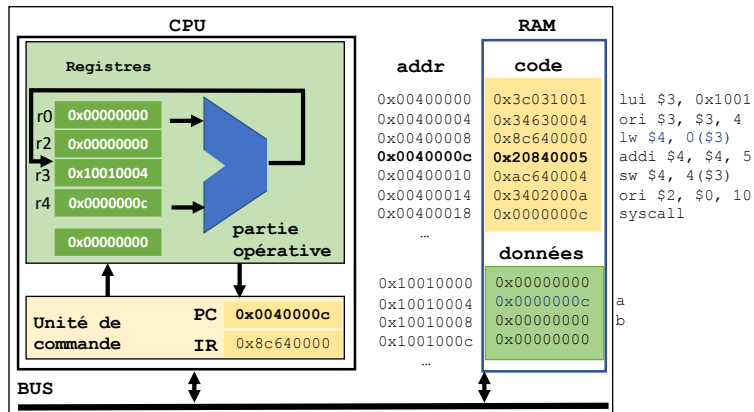 CPU
RAM
Registres
addr
code
r0 0x00000000
r2 0x00000000
r3 0x10010004
r4 0x0000000c
0x00000000
partie
opérative
0x00400000 0x3c031001 lui $3, 0x1001
0x00400004 0x34630004 ori $3, $3, 4
0x00400008 0x8c640000 lw $4, 0($3)
0x0040000c 0x20840005 addi $4, $4, 5
0x00400010 0xac640004 sw $4, 4($3)
0x00400014 0x3402000a ori $2, $0, 10
0x00400018 0x0000000c syscall
…
données
0x10010000 0x00000000
0x10010004 0x0000000c a
0x10010008 0x00000000 b
0x1001000c 0x00000000
…
Unité de
commande
PC 0x0040000c
IR 0x8c640000
BUS